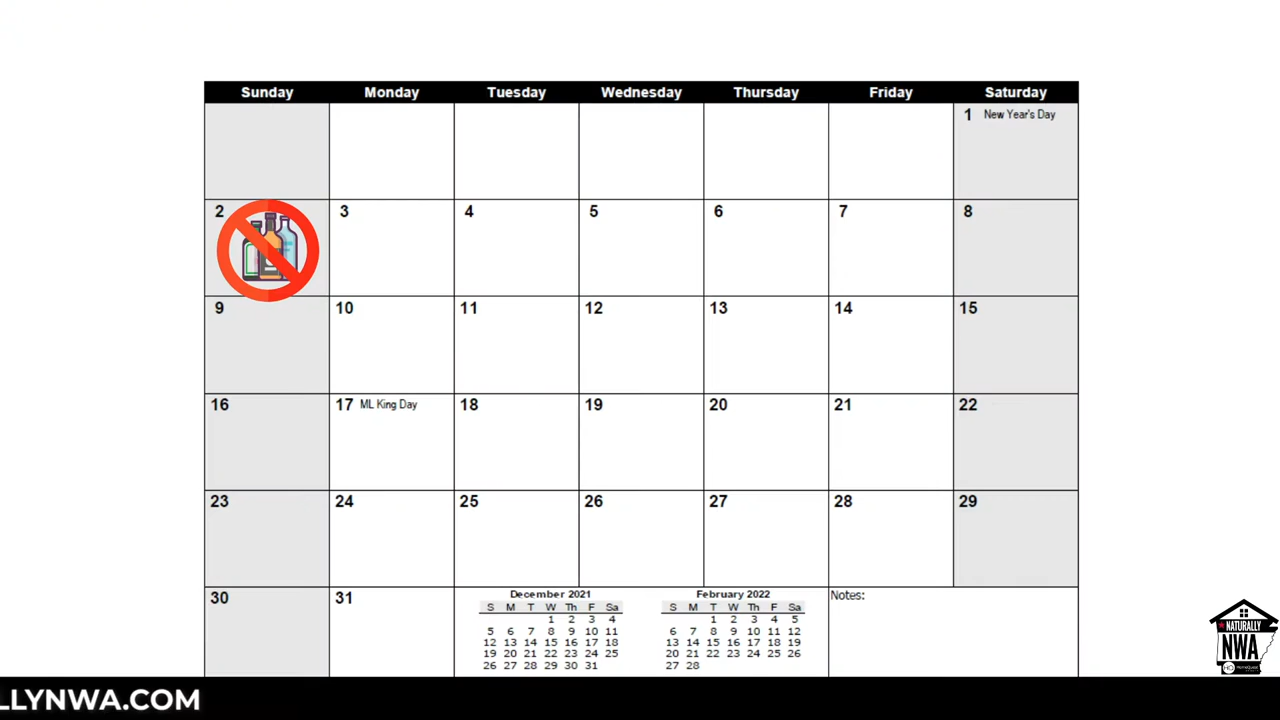 Sunday Monday Tuesday Wednesday Thursday Friday Saturday
1 New Year's Day
2 3 4 5 6 7 8
9 10 11 12 13 14 15
16 17 ML King Day 18 19 20 21 22
23 24 25 26 27 28 29
30 31
December 2021
S M T W Th F Sa
1 2 3 4
5 6 7 8 9 10 11
12 13 14 15 16 17 18
19 20 21 22 23 24 25
26 27 28 29 30 31
February 2022
S M T W Th F Sa
1 2 3 4 5
6 7 8 9 10 11 12
13 14 15 16 17 18 19
20 21 22 23 24 25 26
27 28
Notes:
NATURALLY
NWA
LLYNWA.COM